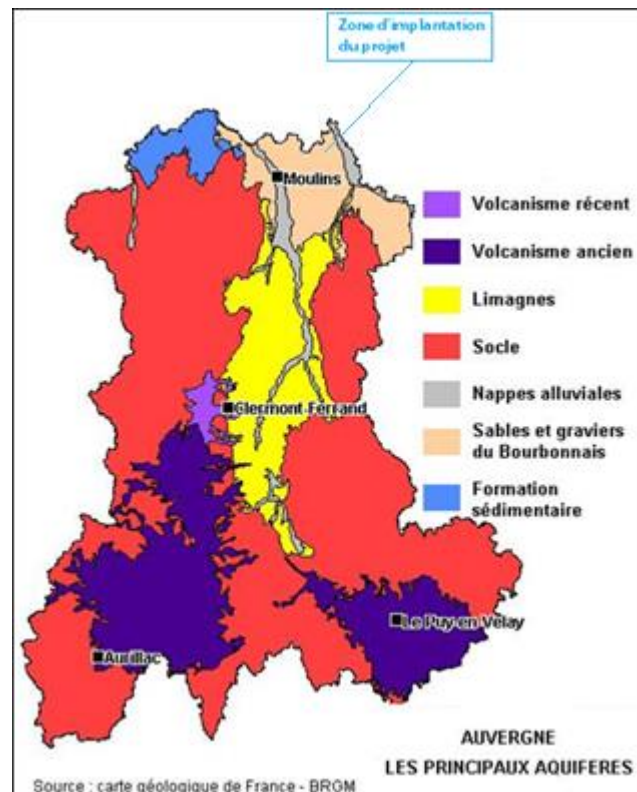 Zone d'implantation
du projet
Moulins
Volcanisme récent
Volcanisme ancien
Limagnes
Socle
Nappes alluviales
Clermont-Ferrand
Sables et graviers
du Bourbonnais
Formation
sédimentaire
Le Puy-en-Velay
Aurillac
AUVERGNE
LES PRINCIPAUX AQUIFERES
Source : carte géologique de France - BRGM